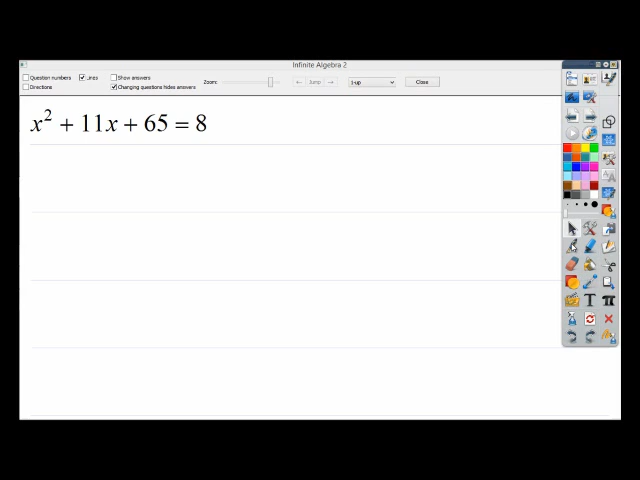 Infinite Algebra 2
Question numbers Lines Show answers Zoom: Jump 1-up Close
Directions Changing questions hides answers
x² + 11x + 65 = 8